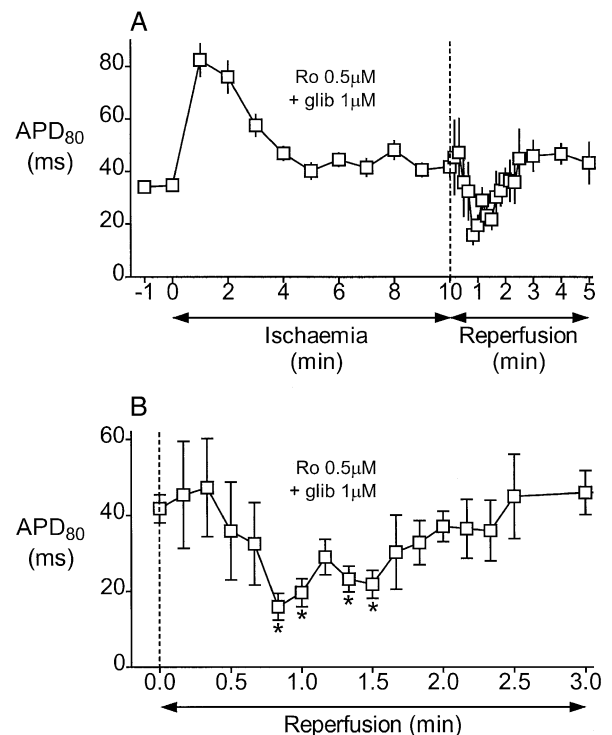 A
80
60
40
20
0
APD80
(ms)
Ro 0.5μM
+ glib 1μM
-1 0 2 4 6 8 10 1 2 3 4 5
Ischaemia
(min)
Reperfusion
(min)
B
60
40
20
0
APD80
(ms)
Ro 0.5μM
+ glib 1μM
* * * *
0.0 0.5 1.0 1.5 2.0 2.5 3.0
Reperfusion (min)